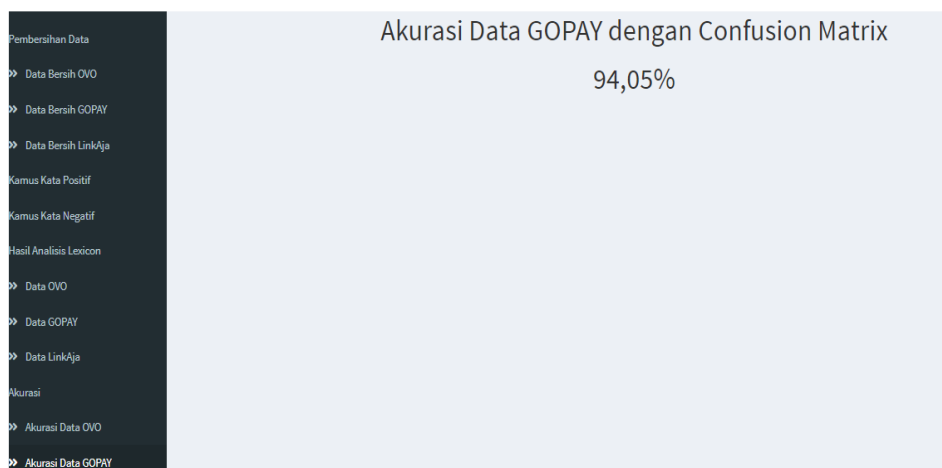 Pembersihan Data
» Data Bersih OVO
» Data Bersih GOPAY
» Data Bersih LinkAja
Kamus Kata Positif
Kamus Kata Negatif
Hasil Analisis Lexicon
» Data OVO
» Data GOPAY
» Data LinkAja
Akurasi
» Akurasi Data OVO
» Akurasi Data GOPAY
Akurasi Data GOPAY dengan Confusion Matrix
94,05%